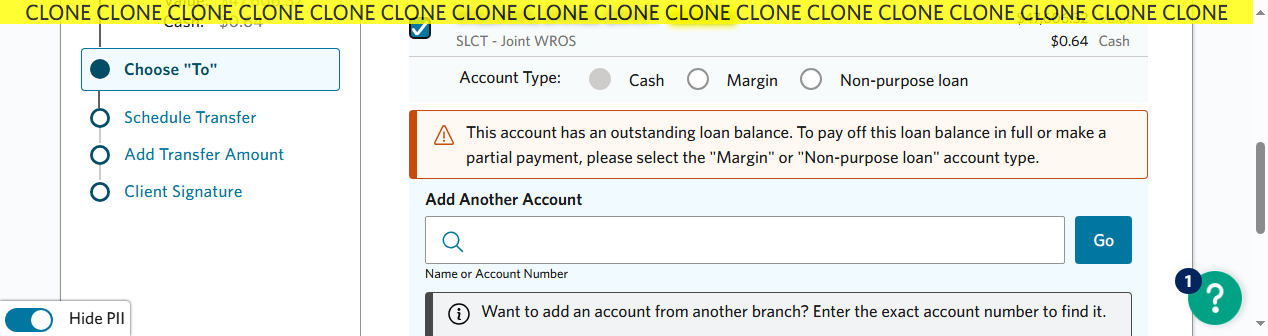 CLONE CLONE CLONE CLONE CLONE CLONE CLONE CLONE CLONE CLONE CLONE CLONE CLONE CLONE CLONE CLONE CLONE
Cash: $0.64
SLCT - Joint WROS
$0.64 Cash
Choose "To"
Account Type: Cash Margin Non-purpose loan
Schedule Transfer
Add Transfer Amount
Client Signature
This account has an outstanding loan balance. To pay off this loan balance in full or make a
partial payment, please select the "Margin" or "Non-purpose loan" account type.
Add Another Account
Go
Name or Account Number
Want to add an account from another branch? Enter the exact account number to find it.
1
?
Hide PII